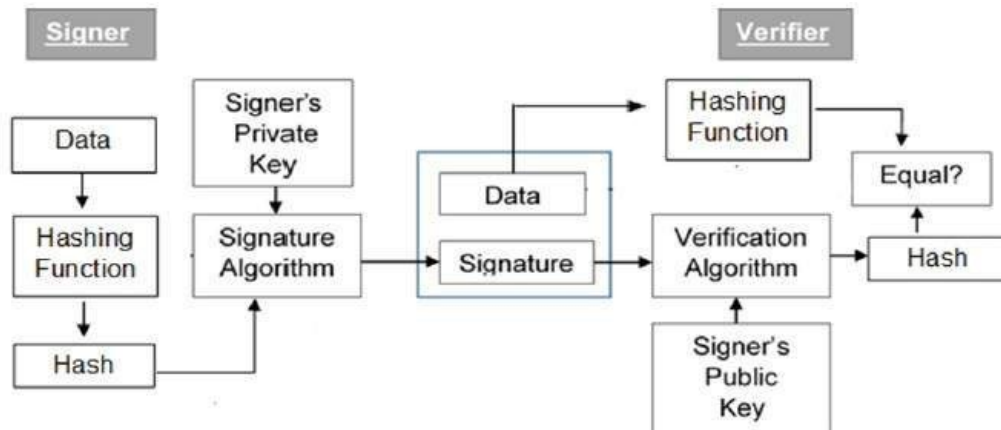 Signer
Verifier
Signer's
Private
Key
Hashing
Function
Data
Equal?
Data
Hashing
Function
Signature
Algorithm
Signature
Verification
Algorithm
Hash
Hash
Signer's
Public
Key